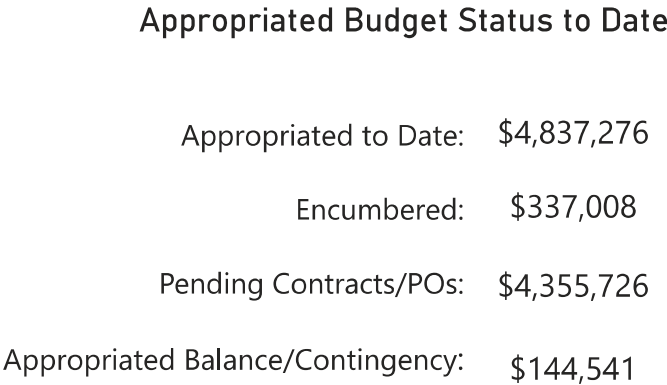 Appropriated Budget Status to Date
Appropriated to Date: $4,837,276
Encumbered: $337,008
Pending Contracts/POs: $4,355,726
Appropriated Balance/Contingency: $144,541